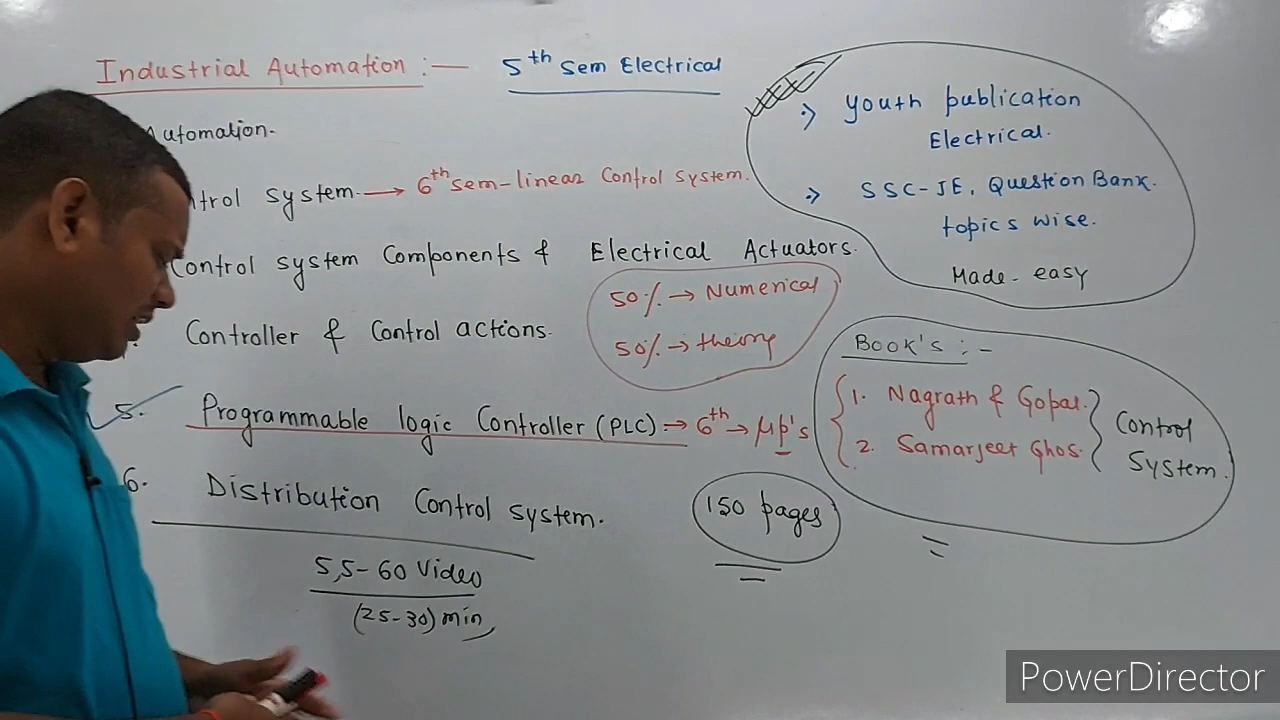 Industrial Automation :— 5th Sem Electrical
Automation.
ntrol system. → 6th sem-linear Control System.
Control system Components & Electrical Actuators.
50% → Numerical
50% → theory
Controller & Control actions.
5. Programmable logic Controller (PLC) → 6th → μp's
6. Distribution Control system.
150 pages
55-60 Video
(25-30) min
⇒ Youth publication
Electrical.
⇒ SSC-JE, Question Bank.
topics wise.
Made-easy
Book's :-
1. Nagrath & Gopal.
2. Samarjeet Ghos.
Control
System.
PowerDirector